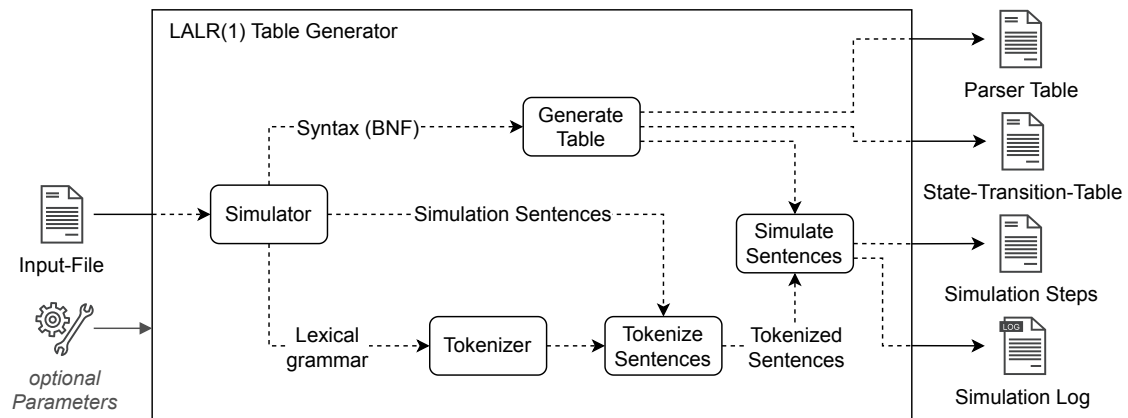 LALR(1) Table Generator
Parser Table
Syntax (BNF)
Generate
Table
State-Transition-Table
Input-File
Simulator
Simulation Sentences
Simulate
Sentences
Simulation Steps
optional
Parameters
Lexical
grammar
Tokenizer
Tokenize
Sentences
Tokenized
Sentences
LOG
Simulation Log